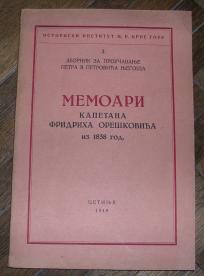 ИСТОРИСКИ ИНСТИТУТ Н. Р. ЦРНЕ ГОРЕ
3
ЗБОРНИК ЗА ПРОУЧАВАЊЕ
ПЕТРА II ПЕТРОВИЋА ЊЕГОША
МЕМОАРИ
КАПЕТАНА
ФРИДРИХА ОРЕШКОВИЋА
ИЗ 1838 ГОД.
ЦЕТИЊЕ